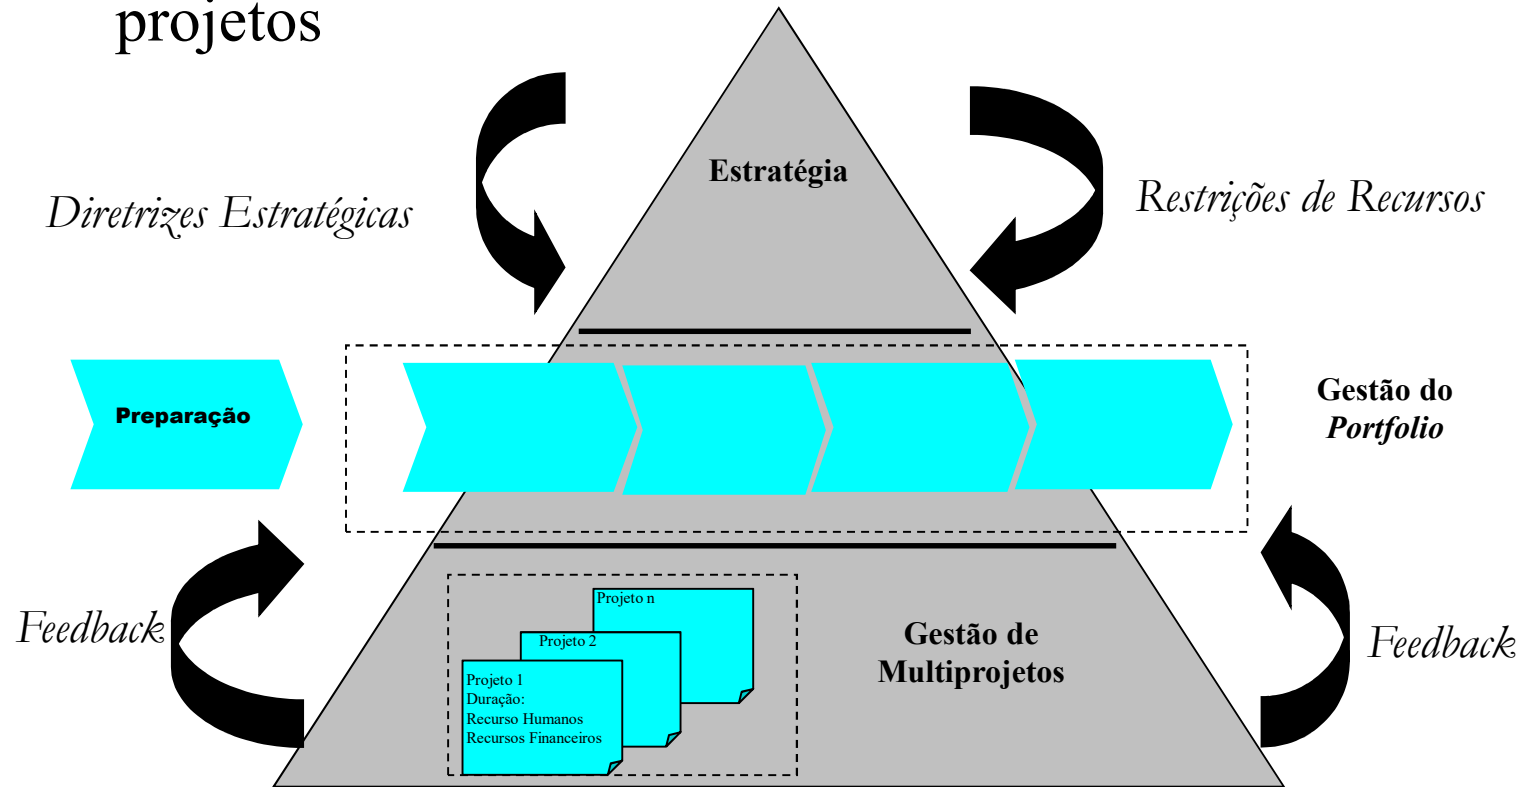 projetos
Estratégia
Diretrizes Estratégicas
Restrições de Recursos
Preparação
Gestão do
Portfolio
Feedback
Projeto n
Projeto 2
Projeto 1
Duração:
Recurso Humanos
Recursos Financeiros
Gestão de
Multiprojetos
Feedback